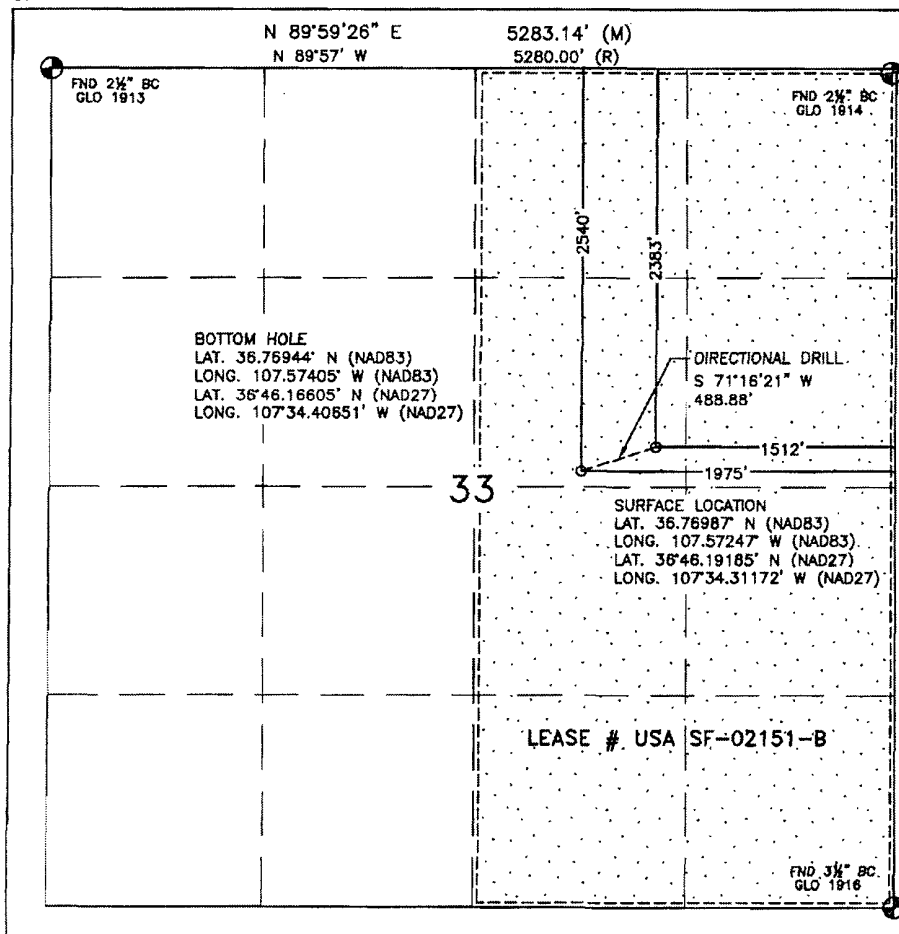 N 89°59'26" E 5283.14' (M)
N 89°57' W 5280.00' (R)
FND 2½" BC
GLO 1913
FND 2½" BC
GLO 1914
2540'
2383'
BOTTOM HOLE
LAT. 36.76944° N (NAD83)
LONG. 107.57405° W (NAD83)
LAT. 36°46.16605' N (NAD27)
LONG. 107°34.40651' W (NAD27)
DIRECTIONAL DRILL
S 71°16'21" W
488.88'
1512'
1975'
33
SURFACE LOCATION
LAT. 36.76987° N (NAD83)
LONG. 107.57247° W (NAD83)
LAT. 36°46.19185' N (NAD27)
LONG. 107°34.31172' W (NAD27)
LEASE # USA SF-02151-B
FND 3¼" BC
GLO 1916